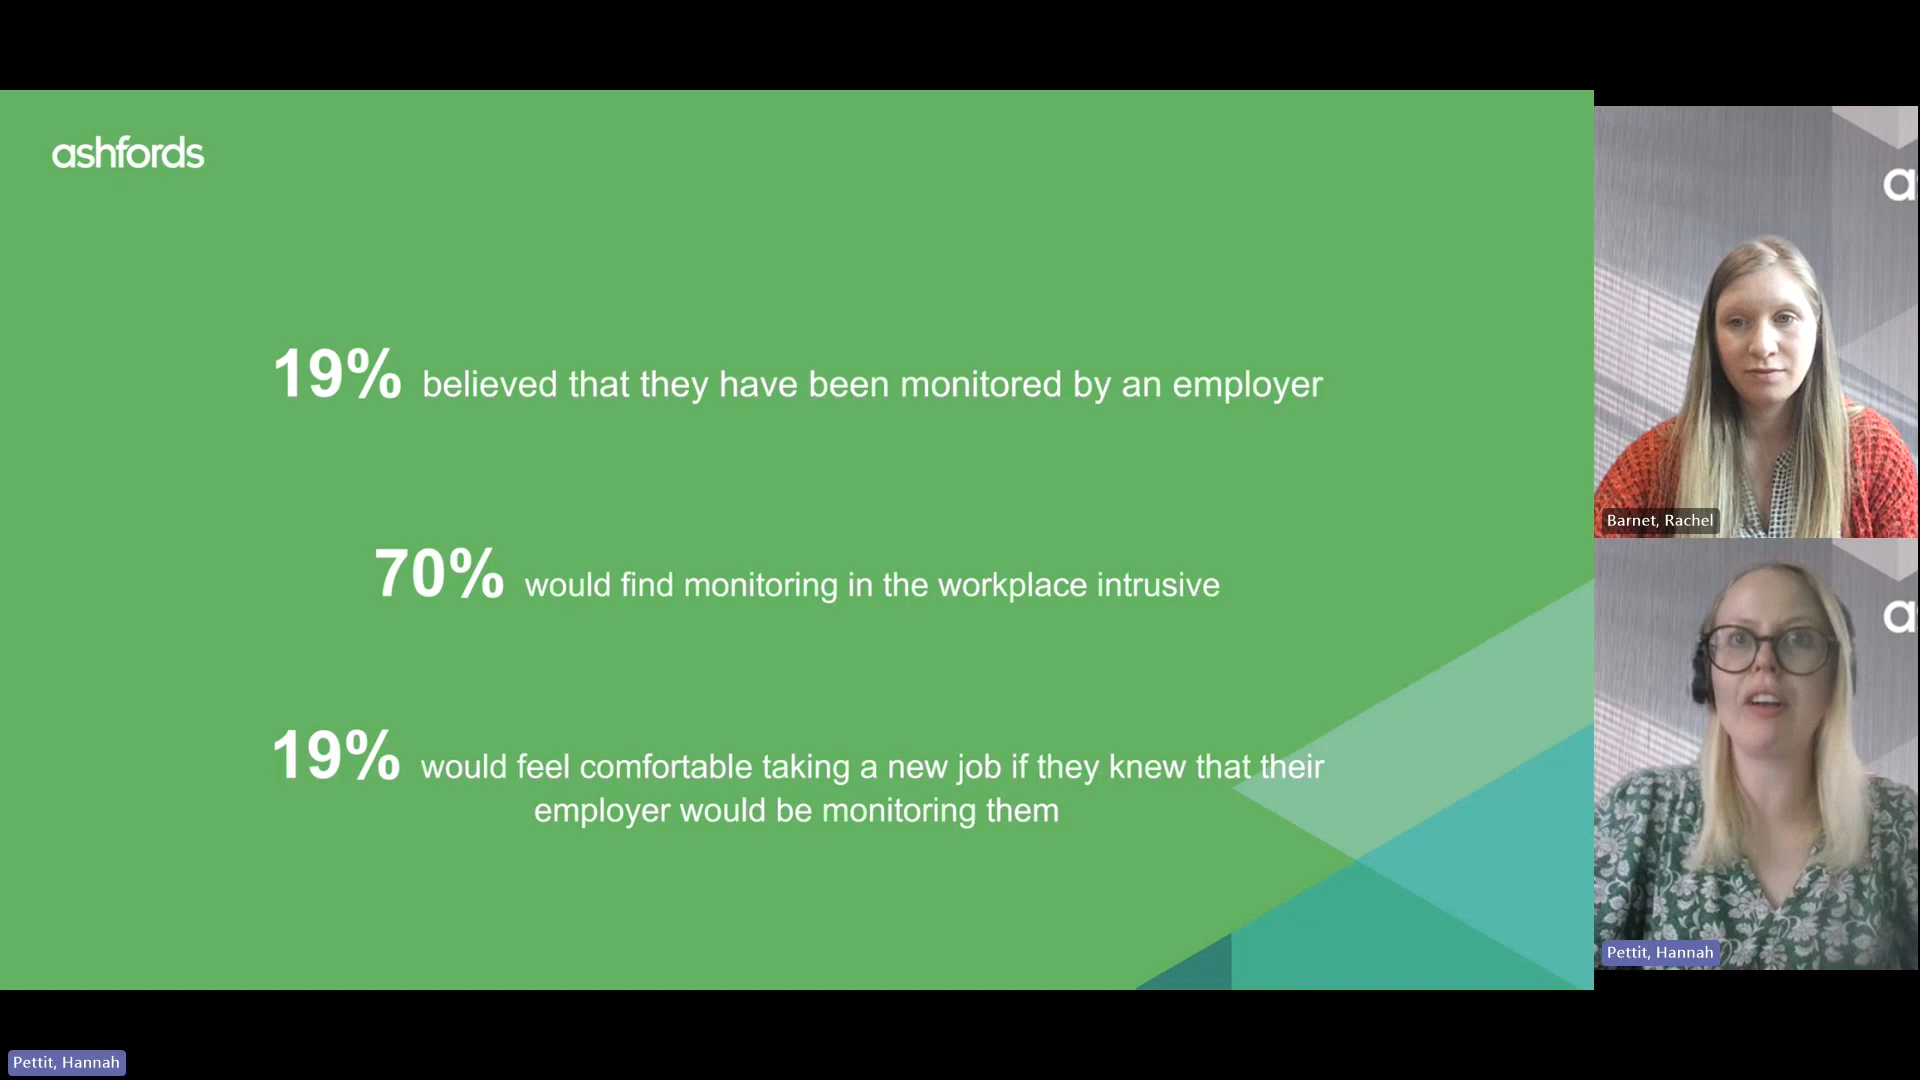 ashfords
19% believed that they have been monitored by an employer
70% would find monitoring in the workplace intrusive
19% would feel comfortable taking a new job if they knew that their
employer would be monitoring them
a
Barnet, Rachel
a
Pettit, Hannah
Pettit, Hannah